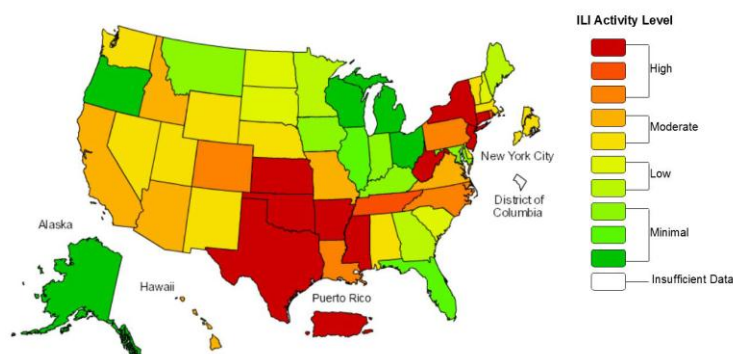 ILI Activity Level
High
Moderate
Low
Minimal
Insufficient Data
New York City
District of
Columbia
Alaska
Hawaii
Puerto Rico